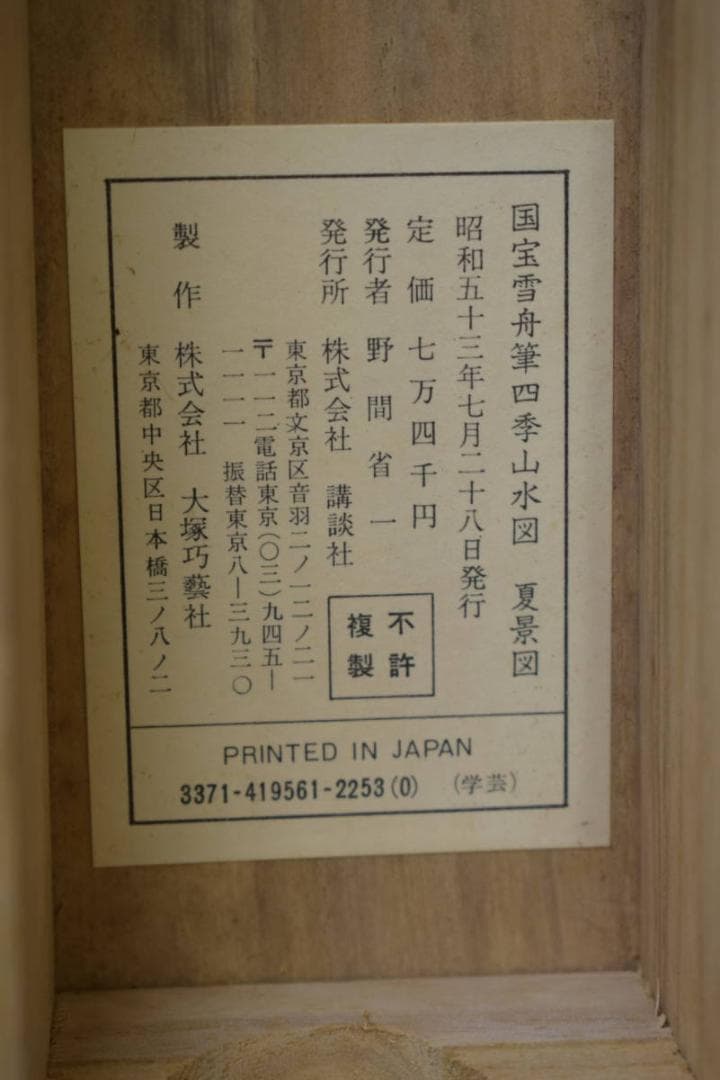 国宝雪舟筆四季山水図　夏景図
昭和五十三年七月二十八日発行
定価　七万四千円
発行者　野間省一
発行所　株式会社　講談社
東京都文京区音羽二ノ一二ノ二一
〒一一二電話東京(〇三)九四五―
一一一一　振替東京八―三九三〇
製作　株式会社　大塚巧藝社
東京都中央区日本橋三ノ八ノ二
不許
複製
PRINTED IN JAPAN
3371-419561-2253(0)　(学芸)